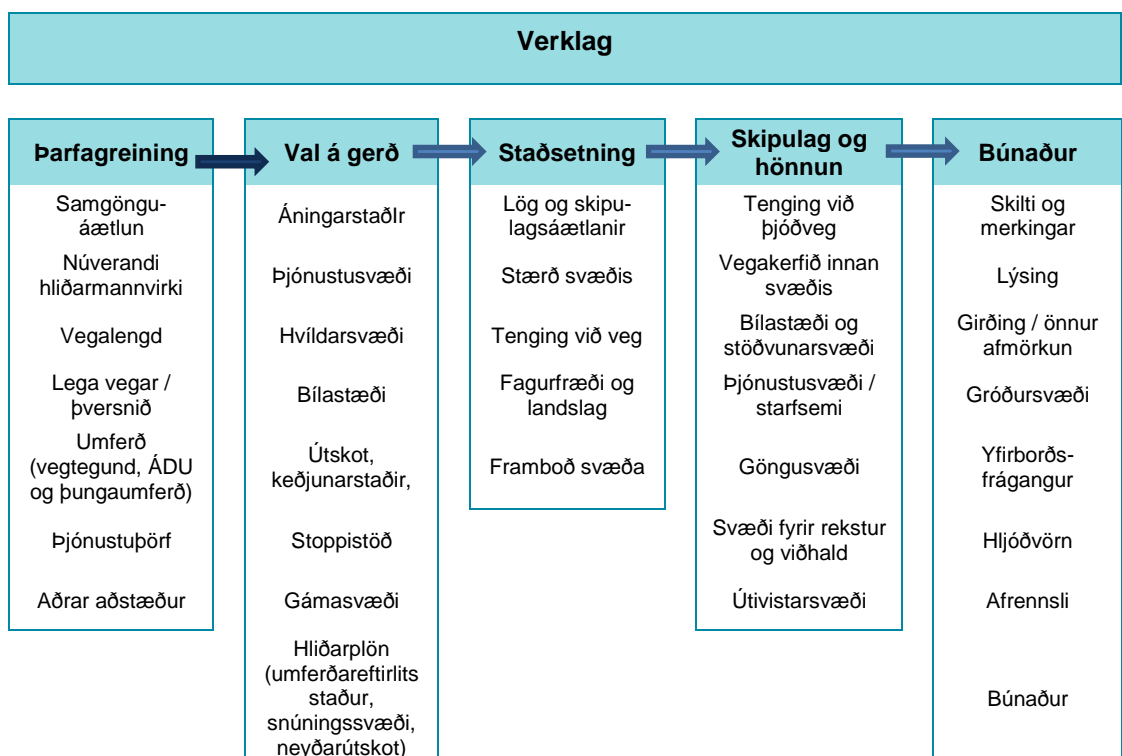 Verklag
Þarfagreining
Samgöngu-
áætlun
Núverandi
hliðarmannvirki
Vegalengd
Lega vegar /
þversnið
Umferð
(vegtegund, ÁDU
og þungaumferð)
Þjónustuþörf
Aðrar aðstæður
Val á gerð
ÁningarstaðIr
Þjónustusvæði
Hvíldarsvæði
Bílastæði
Útskot,
keðjunarstaðir,
Stoppistöð
Gámasvæði
Hliðarplön
(umferðareftirlits
staður,
snúningssvæði,
neyðarútskot)
Staðsetning
Lög og skipu-
lagsáætlanir
Stærð svæðis
Tenging við veg
Fagurfræði og
landslag
Framboð svæða
Skipulag og
hönnun
Tenging við
þjóðveg
Vegakerfið innan
svæðis
Bílastæði og
stöðvunarsvæði
Þjónustusvæði /
starfsemi
Göngusvæði
Svæði fyrir rekstur
og viðhald
Útivistarsvæði
Búnaður
Skilti og
merkingar
Lýsing
Girðing / önnur
afmörkun
Gróðursvæði
Yfirborðs-
frágangur
Hljóðvörn
Afrennsli
Búnaður